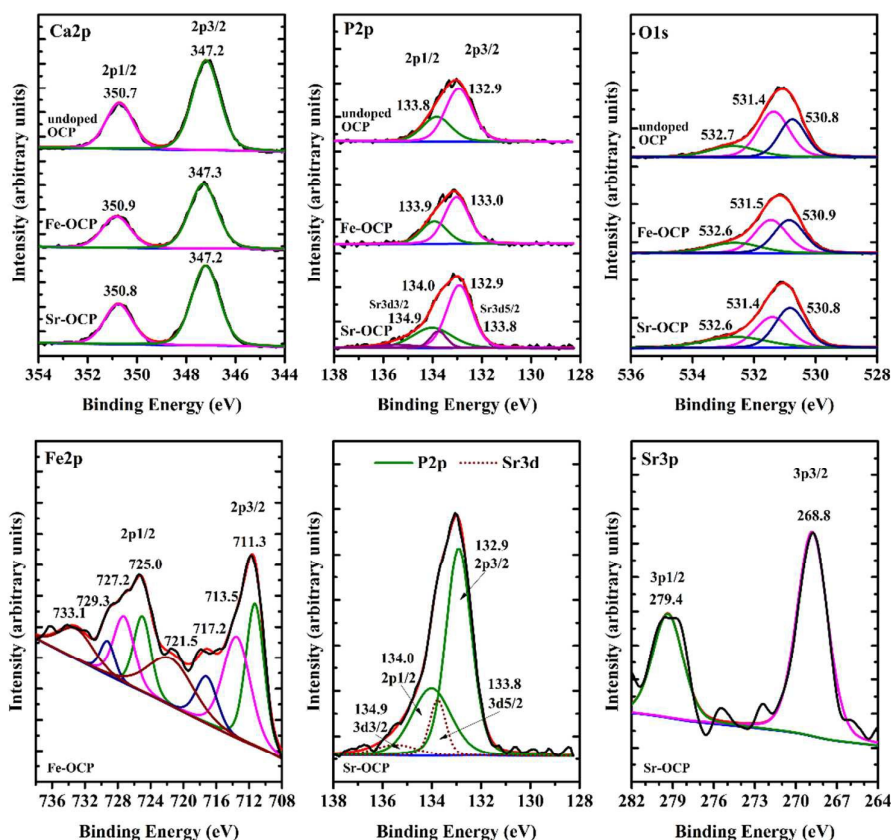 Ca2p
2p3/2
347.2
2p1/2
350.7
undoped
OCP
347.3
350.9
Fe-OCP
347.2
350.8
Sr-OCP
354 352 350 348 346 344
Binding Energy (eV)
Intensity (arbitrary units)
P2p
2p1/2 2p3/2
133.8 132.9
undoped
OCP
133.9 133.0
Fe-OCP
134.0 132.9
Sr3d3/2 Sr3d5/2
134.9 133.8
Sr-OCP
138 136 134 132 130 128
Binding Energy (eV)
Intensity (arbitrary units)
O1s
531.4
530.8
532.7
undoped
OCP
531.5
530.9
532.6
Fe-OCP
531.4
530.8
532.6
Sr-OCP
536 534 532 530 528
Binding Energy (eV)
Intensity (arbitrary units)
Fe2p
2p3/2
711.3
2p1/2
725.0
727.2
729.3
733.1
713.5
717.2
721.5
Fe-OCP
736 732 728 724 720 716 712 708
Binding Energy (eV)
Intensity (arbitrary units)
P2p Sr3d
132.9
2p3/2
134.0
2p1/2
133.8
3d5/2
134.9
3d3/2
Sr-OCP
138 136 134 132 130 128
Binding Energy (eV)
Intensity (arbitrary units)
Sr3p
3p3/2
268.8
3p1/2
279.4
Sr-OCP
282 279 276 273 270 267 264
Binding Energy (eV)
Intensity (arbitrary units)